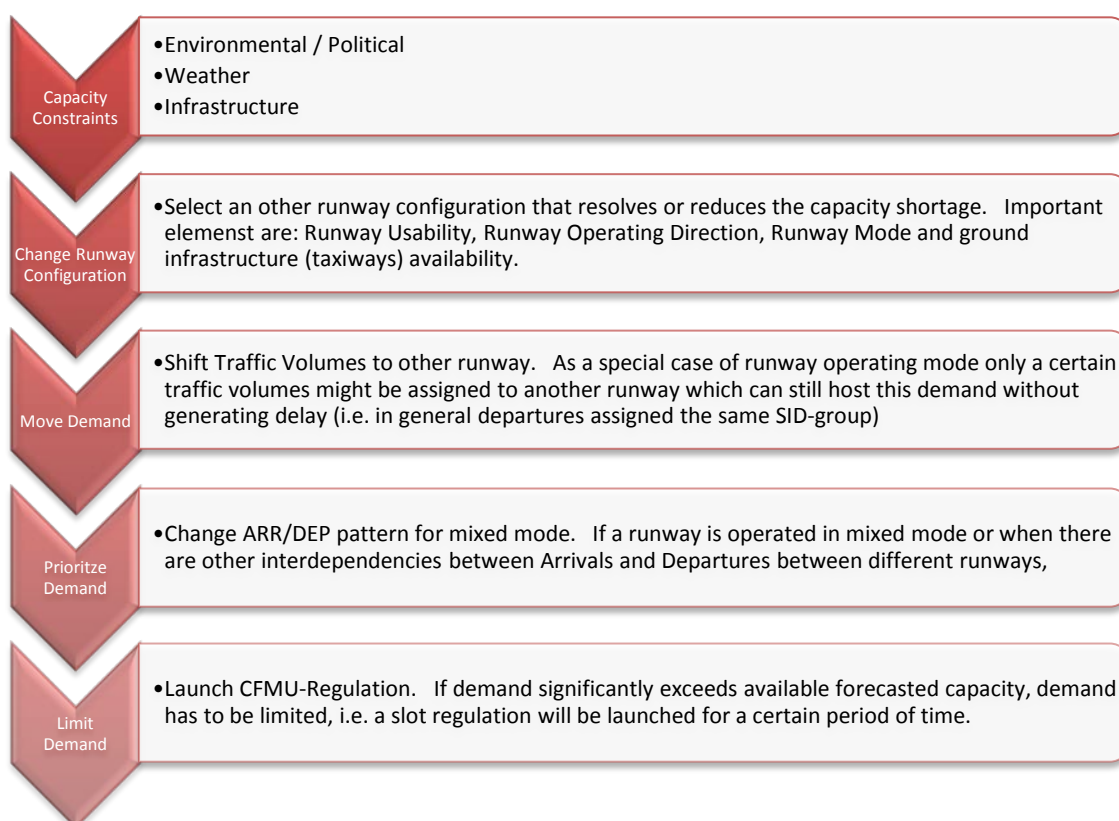 Capacity
Constraints
•Environmental / Political
•Weather
•Infrastructure
Change Runway
Configuration
•Select an other runway configuration that resolves or reduces the capacity shortage. Important
elemenst are: Runway Usability, Runway Operating Direction, Runway Mode and ground
infrastructure (taxiways) availability.
Move Demand
•Shift Traffic Volumes to other runway. As a special case of runway operating mode only a certain
traffic volumes might be assigned to another runway which can still host this demand without
generating delay (i.e. in general departures assigned the same SID-group)
Prioritze
Demand
•Change ARR/DEP pattern for mixed mode. If a runway is operated in mixed mode or when there
are other interdependencies between Arrivals and Departures between different runways,
Limit
Demand
•Launch CFMU-Regulation. If demand significantly exceeds available forecasted capacity, demand
has to be limited, i.e. a slot regulation will be launched for a certain period of time.